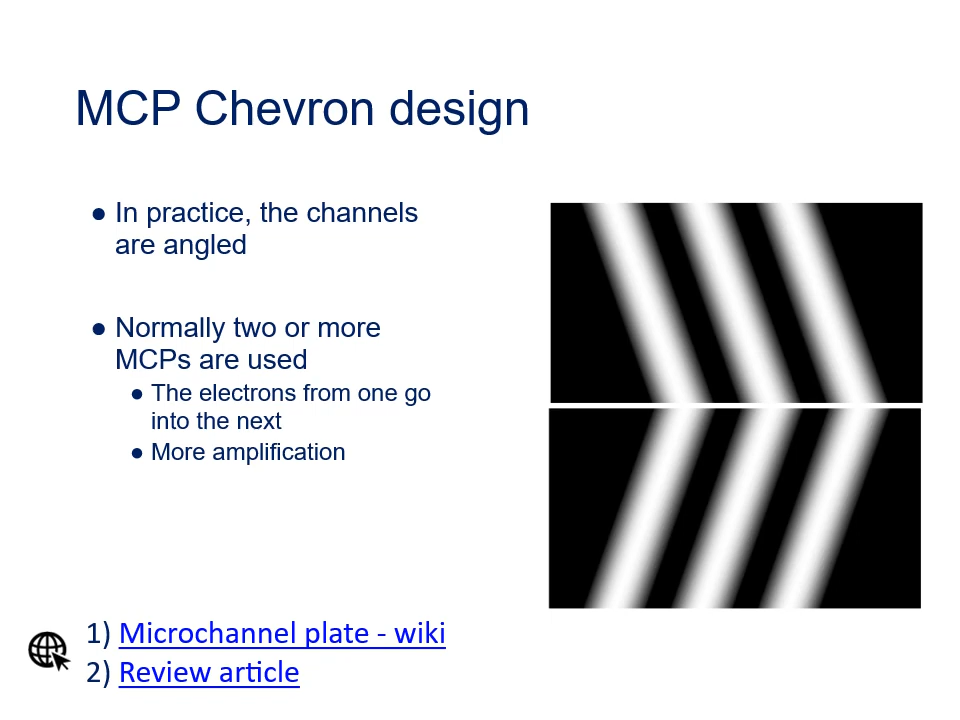 MCP Chevron design
● In practice, the channels
are angled
● Normally two or more
MCPs are used
● The electrons from one go
into the next
● More amplification
1) Microchannel plate - wiki
2) Review article